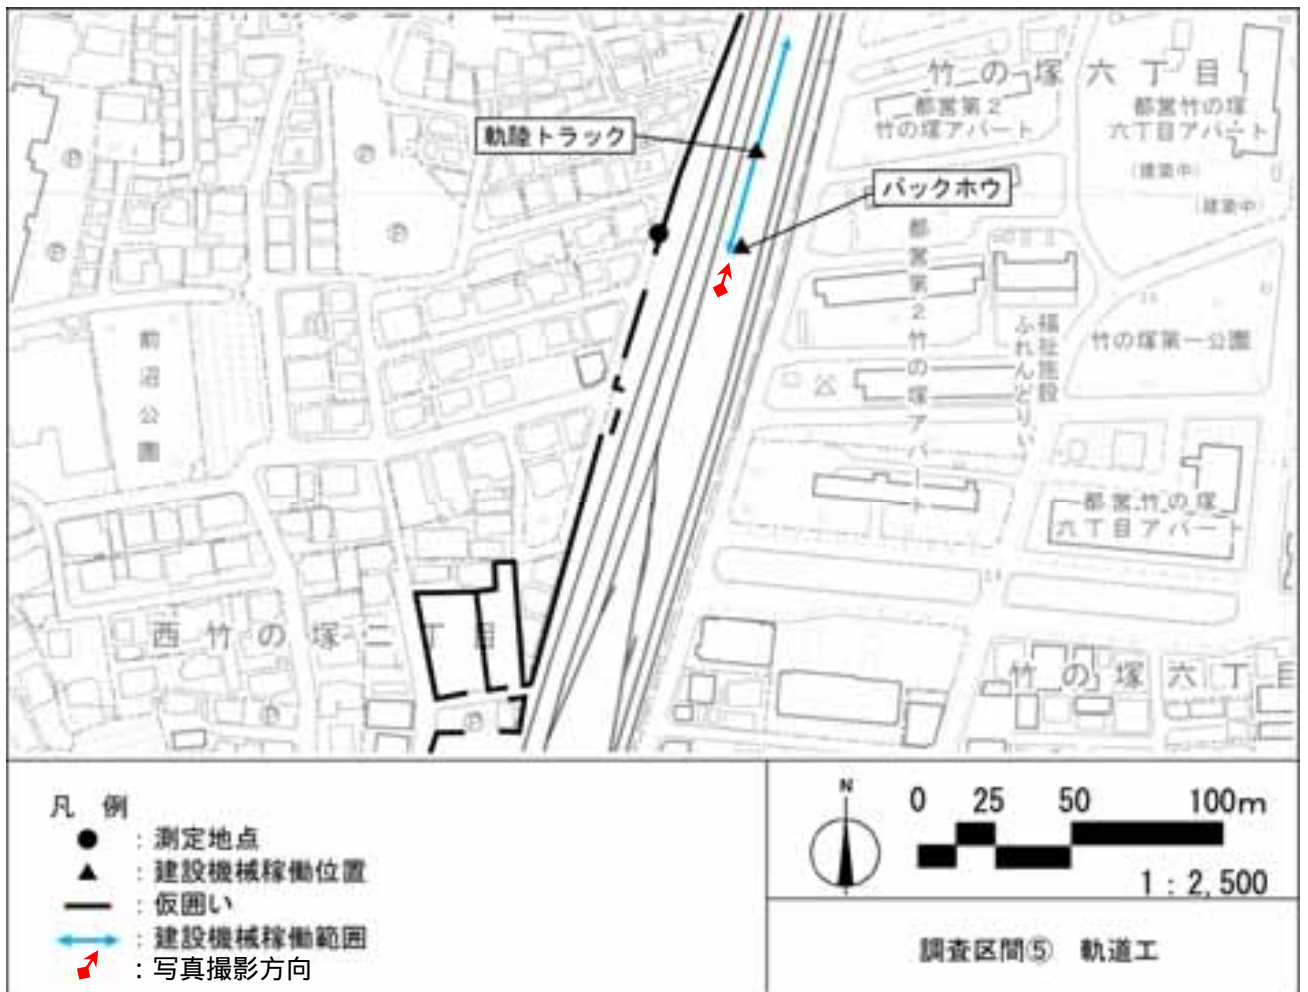 竹の塚六丁目
都営第2
竹の塚アパート
都営竹の塚
六丁目アパート
(建築中)
(建築中)
軌陸トラック
バックホウ
P
P
P
P
前沼公園
都営第2竹の塚アパート
福祉施設
ふれんどりぃ
竹の塚第一公園
都営竹の塚
六丁目アパート
西竹の塚二丁目
竹の塚六丁目
P
P
凡 例
● : 測定地点
▲ : 建設機械稼働位置
: 仮囲い
: 建設機械稼働範囲
: 写真撮影方向
N
0 25 50 100m
1 : 2,500
調査区間⑤ 軌道工